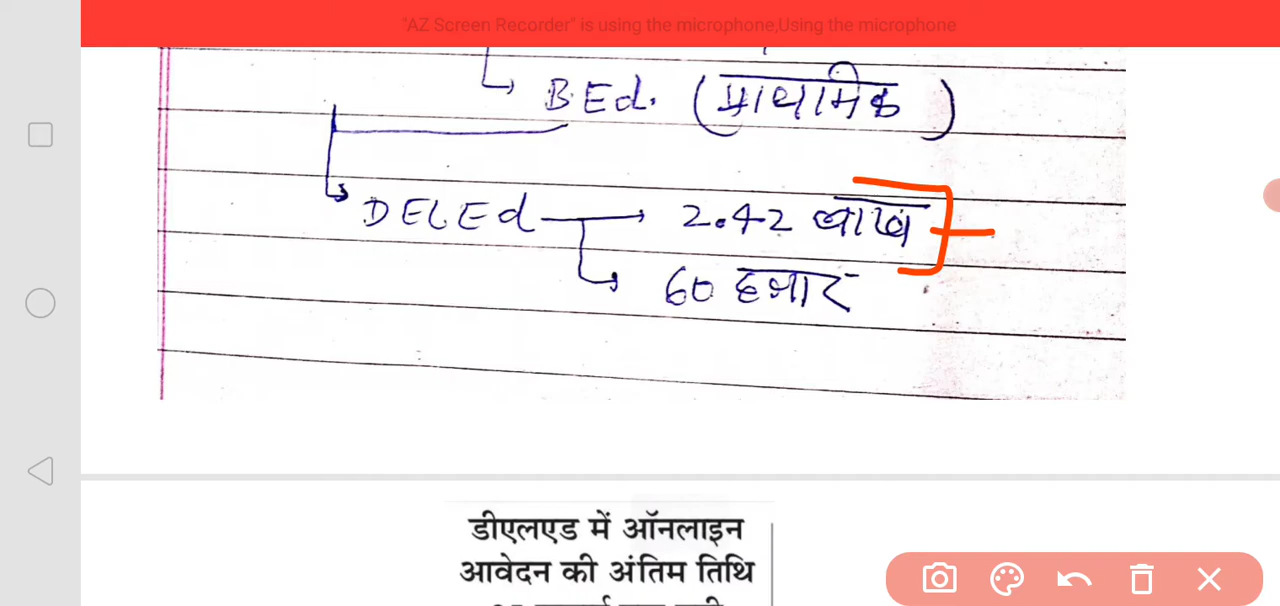 "AZ Screen Recorder" is using the microphone,Using the microphone
B.Ed. (प्राथमिक)
DELEd → 2.42 लाख
60 हजार
डीएलएड में ऑनलाइन
आवेदन की अंतिम तिथि